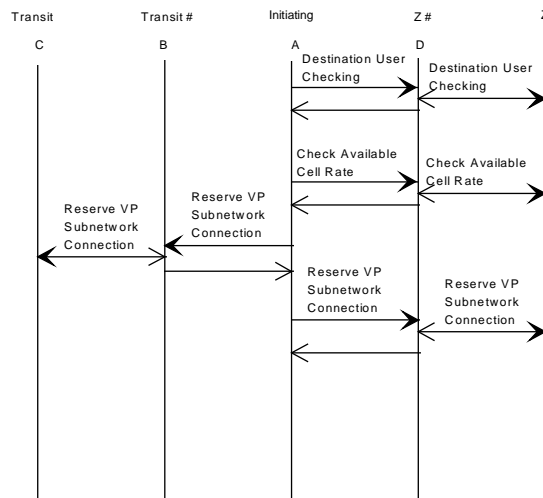 Transit Transit # Initiating Z # Z
C B A D
Destination User
Checking
Destination User
Checking
Check Available
Cell Rate
Check Available
Cell Rate
Reserve VP
Subnetwork
Connection
Reserve VP
Subnetwork
Connection
Reserve VP
Subnetwork
Connection
Reserve VP
Subnetwork
Connection